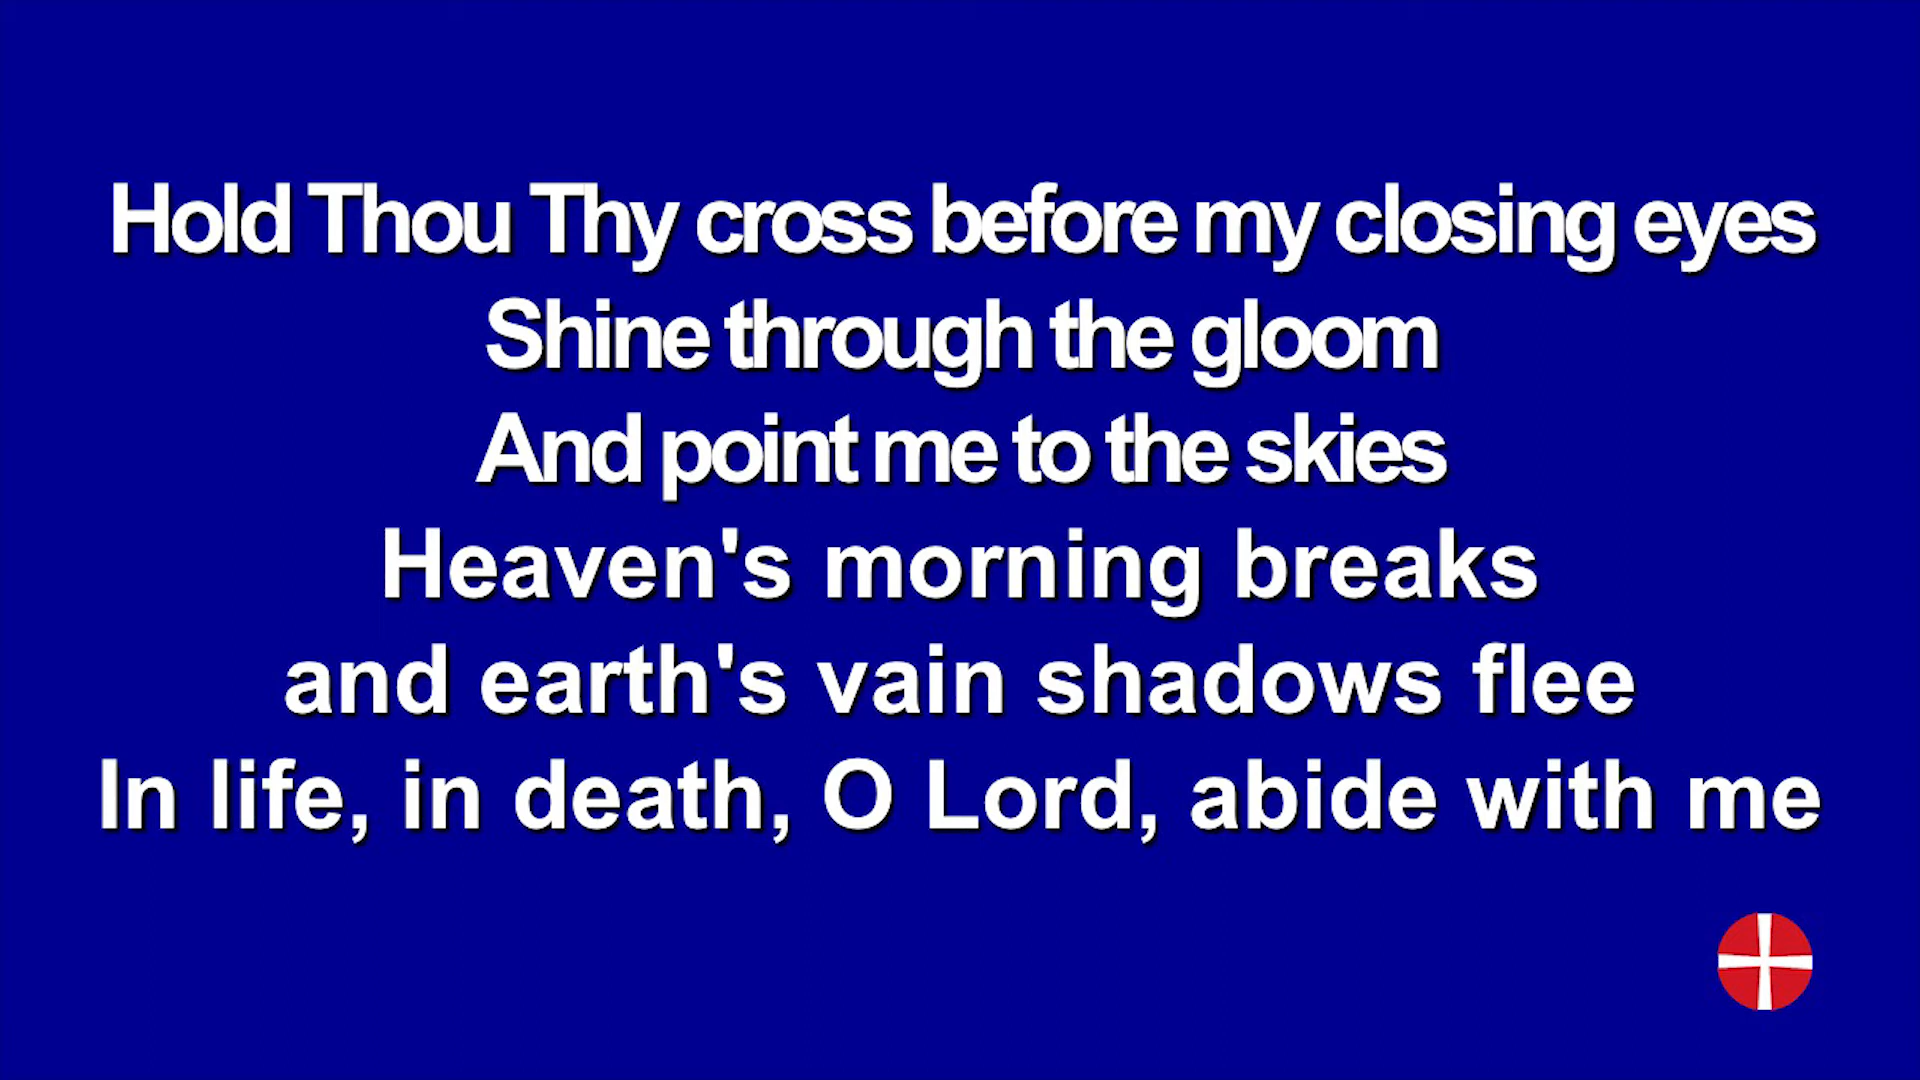 Hold Thou Thy cross before my closing eyes
Shine through the gloom
And point me to the skies
Heaven's morning breaks
and earth's vain shadows flee
In life, in death, O Lord, abide with me